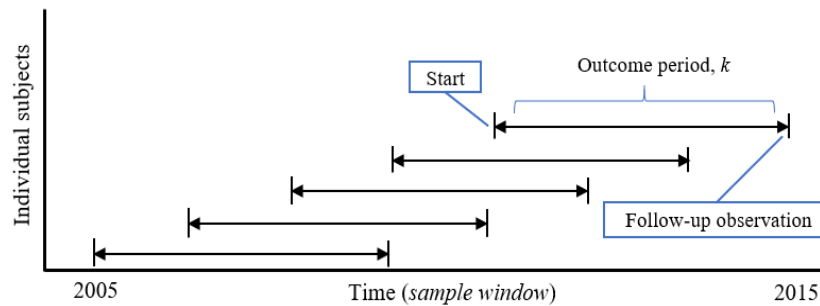 Individual subjects
Start
Outcome period, k
Follow-up observation
2005
Time (sample window)
2015